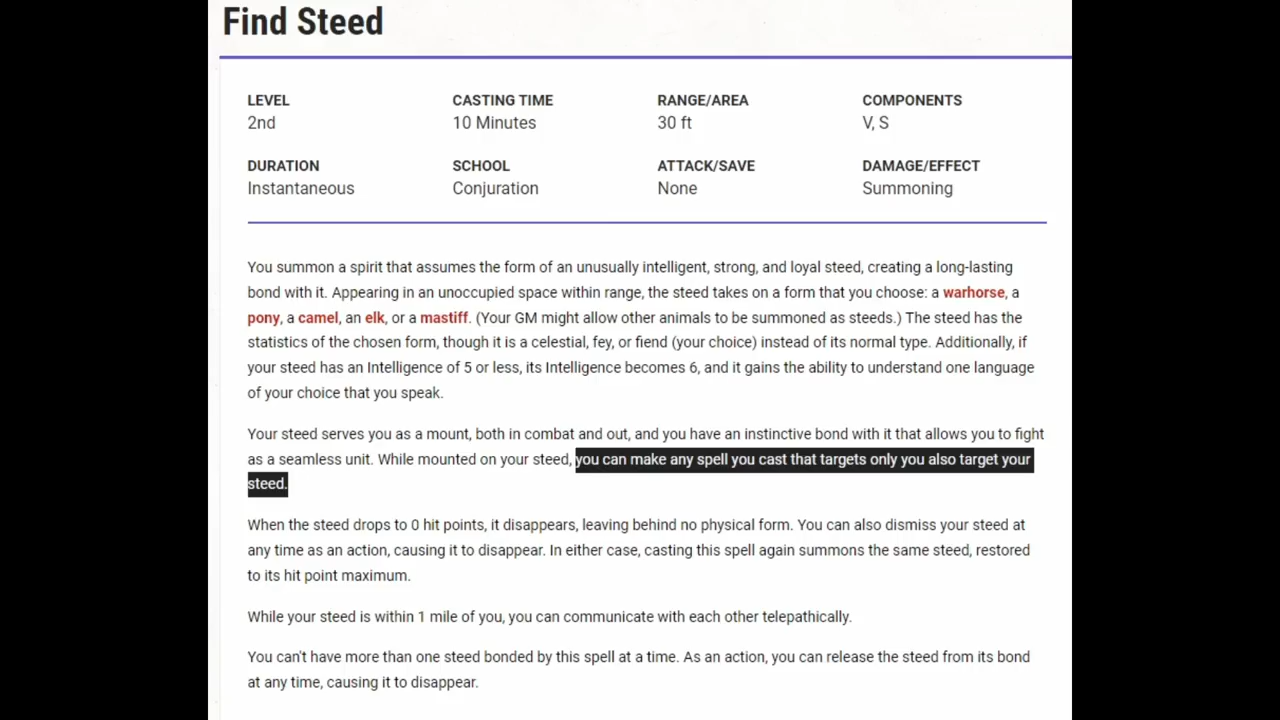 Find Steed
LEVEL
2nd
CASTING TIME
10 Minutes
RANGE/AREA
30 ft
COMPONENTS
V, S
DURATION
Instantaneous
SCHOOL
Conjuration
ATTACK/SAVE
None
DAMAGE/EFFECT
Summoning
You summon a spirit that assumes the form of an unusually intelligent, strong, and loyal steed, creating a long-lasting
bond with it. Appearing in an unoccupied space within range, the steed takes on a form that you choose: a warhorse, a
pony, a camel, an elk, or a mastiff. (Your GM might allow other animals to be summoned as steeds.) The steed has the
statistics of the chosen form, though it is a celestial, fey, or fiend (your choice) instead of its normal type. Additionally, if
your steed has an Intelligence of 5 or less, its Intelligence becomes 6, and it gains the ability to understand one language
of your choice that you speak.
Your steed serves you as a mount, both in combat and out, and you have an instinctive bond with it that allows you to fight
as a seamless unit. While mounted on your steed, you can make any spell you cast that targets only you also target your
steed.
When the steed drops to 0 hit points, it disappears, leaving behind no physical form. You can also dismiss your steed at
any time as an action, causing it to disappear. In either case, casting this spell again summons the same steed, restored
to its hit point maximum.
While your steed is within 1 mile of you, you can communicate with each other telepathically.
You can't have more than one steed bonded by this spell at a time. As an action, you can release the steed from its bond
at any time, causing it to disappear.